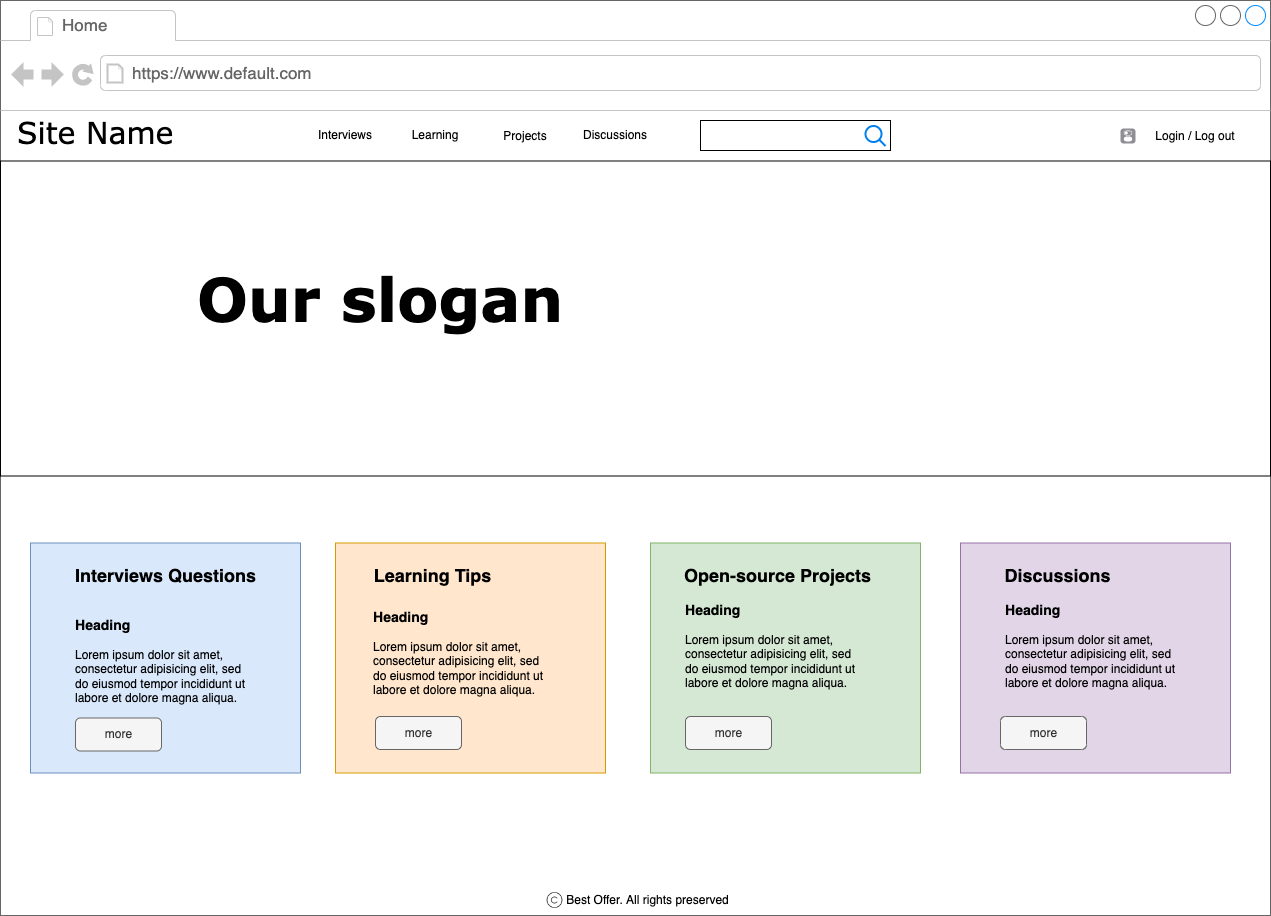 Home
https://www.default.com
Site Name
Interviews
Learning
Projects
Discussions
Login / Log out
Our slogan
Interviews Questions
Heading
Lorem ipsum dolor sit amet,
consectetur adipisicing elit, sed
do eiusmod tempor incididunt ut
labore et dolore magna aliqua.
more
Learning Tips
Heading
Lorem ipsum dolor sit amet,
consectetur adipisicing elit, sed
do eiusmod tempor incididunt ut
labore et dolore magna aliqua.
more
Open-source Projects
Heading
Lorem ipsum dolor sit amet,
consectetur adipisicing elit, sed
do eiusmod tempor incididunt ut
labore et dolore magna aliqua.
more
Discussions
Heading
Lorem ipsum dolor sit amet,
consectetur adipisicing elit, sed
do eiusmod tempor incididunt ut
labore et dolore magna aliqua.
more
© Best Offer. All rights preserved